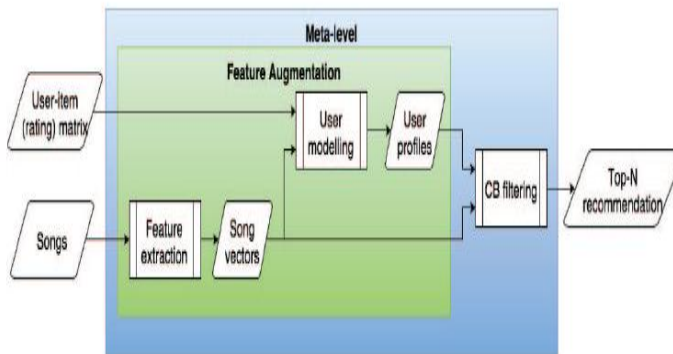 Meta-level
Feature Augmentation
User-item
(rating) matrix
User
modelling
User
profiles
CB filtering
Top-N
recommendation
Songs
Feature
extraction
Song
vectors